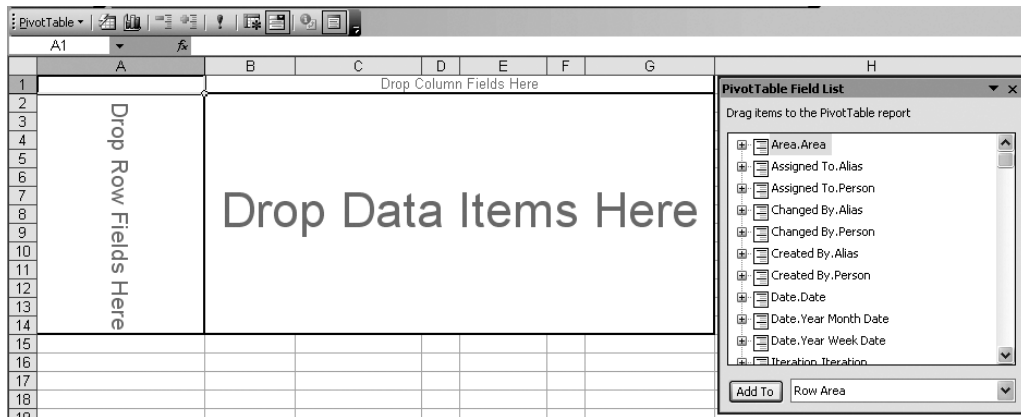 PivotTable
A1 fx
A B C D E F G H
1 Drop Column Fields Here
2
3
4
5
6
7
8
9
10
11
12
13
14
15
16
17
18
Drop Row Fields Here
Drop Data Items Here
PivotTable Field List
Drag items to the PivotTable report
Area.Area
Assigned To.Alias
Assigned To.Person
Changed By.Alias
Changed By.Person
Created By.Alias
Created By.Person
Date.Date
Date.Year Month Date
Date.Year Week Date
Iteration Iteration
Add To Row Area